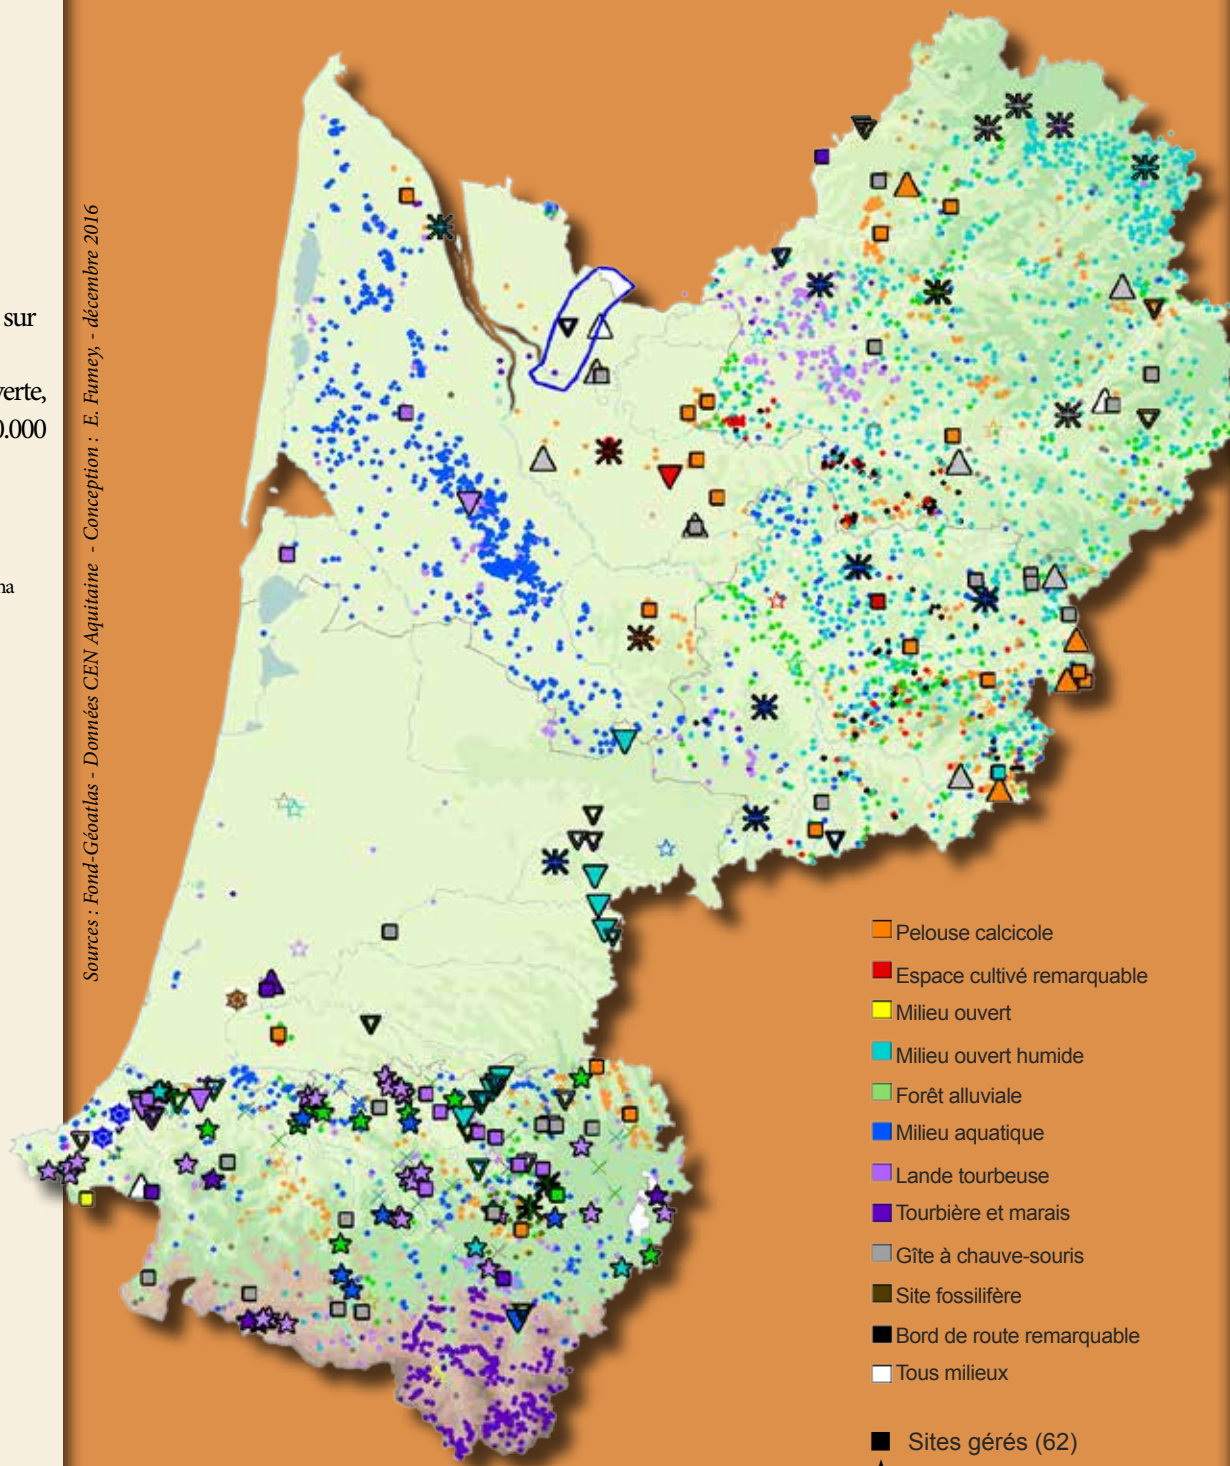 sur
verte,
0.000
ha
Sources : Fond-Géoatlas - Données CEN Aquitaine - Conception : E. Fumey, - décembre 2016
Pelouse calcicole
Espace cultivé remarquable
Milieu ouvert
Milieu ouvert humide
Forêt alluviale
Milieu aquatique
Lande tourbeuse
Tourbière et marais
Gîte à chauve-souris
Site fossilifère
Bord de route remarquable
Tous milieux
Sites gérés (62)